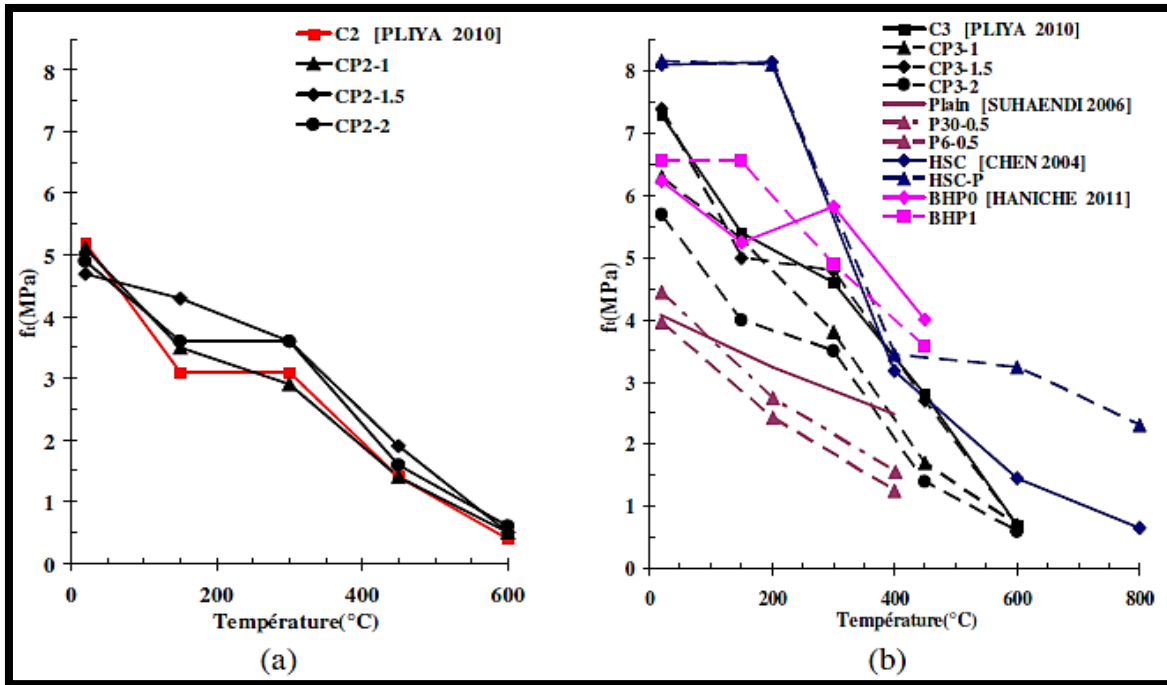 C2 [PLIYA 2010]
CP2-1
CP2-1.5
CP2-2
8
7
6
5
4
3
2
1
0
ft(MPa)
0
200
400
600
Température(°C)
(a)
C3 [PLIYA 2010]
CP3-1
CP3-1.5
CP3-2
Plain [SUHAENDI 2006]
P30-0.5
P6-0.5
HSC [CHEN 2004]
HSC-P
BHP0 [HANICHE 2011]
BHP1
8
7
6
5
4
3
2
1
0
ft(MPa)
0
200
400
600
800
Température(°C)
(b)